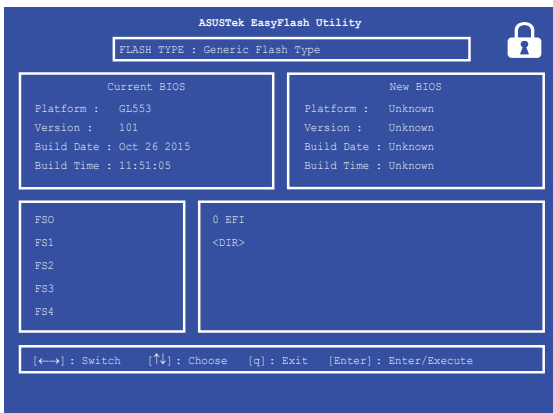 ASUSTek EasyFlash Utility
FLASH TYPE : Generic Flash Type
Current BIOS
Platform : GL553
Version : 101
Build Date : Oct 26 2015
Build Time : 11:51:05
New BIOS
Platform : Unknown
Version : Unknown
Build Date : Unknown
Build Time : Unknown
FS0
FS1
FS2
FS3
FS4
0 EFI
<DIR>
[←→] : Switch [↑↓] : Choose [q] : Exit [Enter] : Enter/Execute